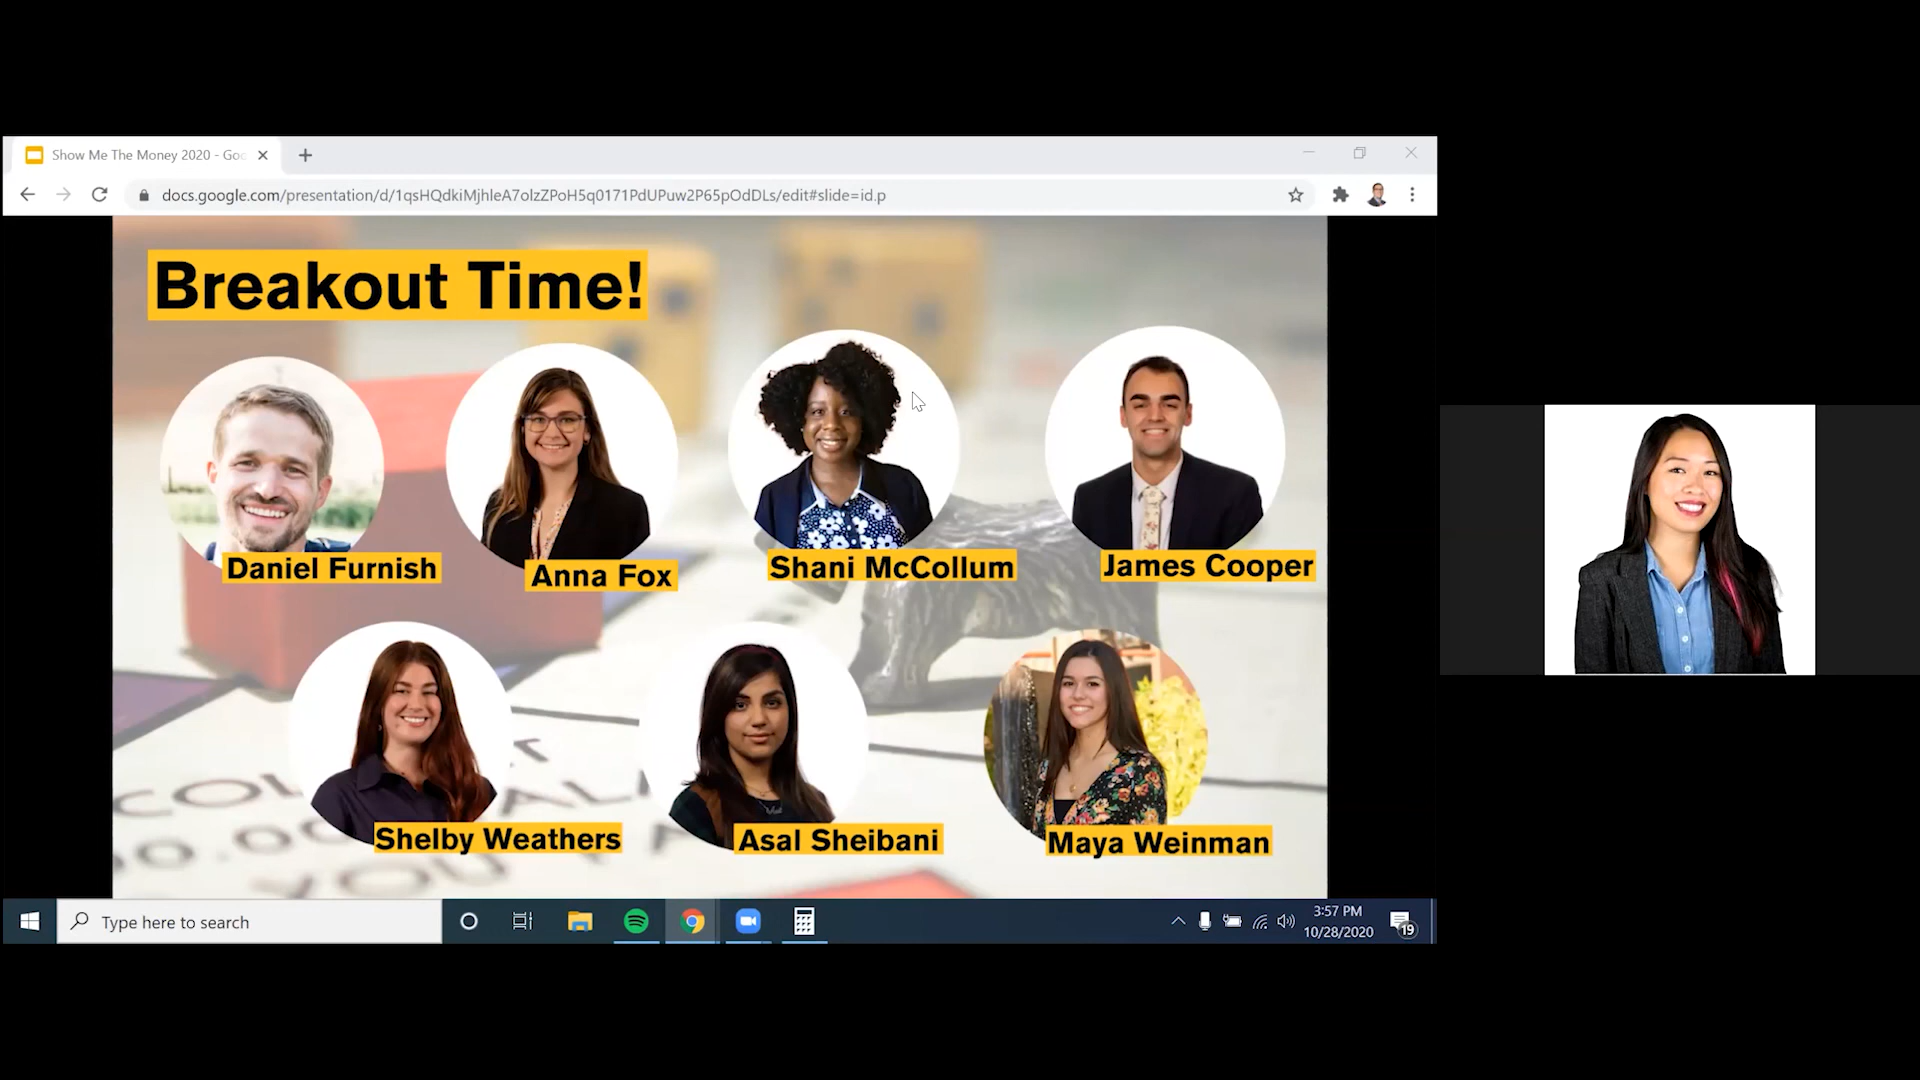 Show Me The Money 2020 - Goo
docs.google.com/presentation/d/1qsHQdkiMjhleA7olzZPoH5q0171PdUPuw2P65pOdDLs/edit#slide=id.p
Breakout Time!
Daniel Furnish
Anna Fox
Shani McCollum
James Cooper
Shelby Weathers
Asal Sheibani
Maya Weinman
Type here to search
3:57 PM
10/28/2020
19